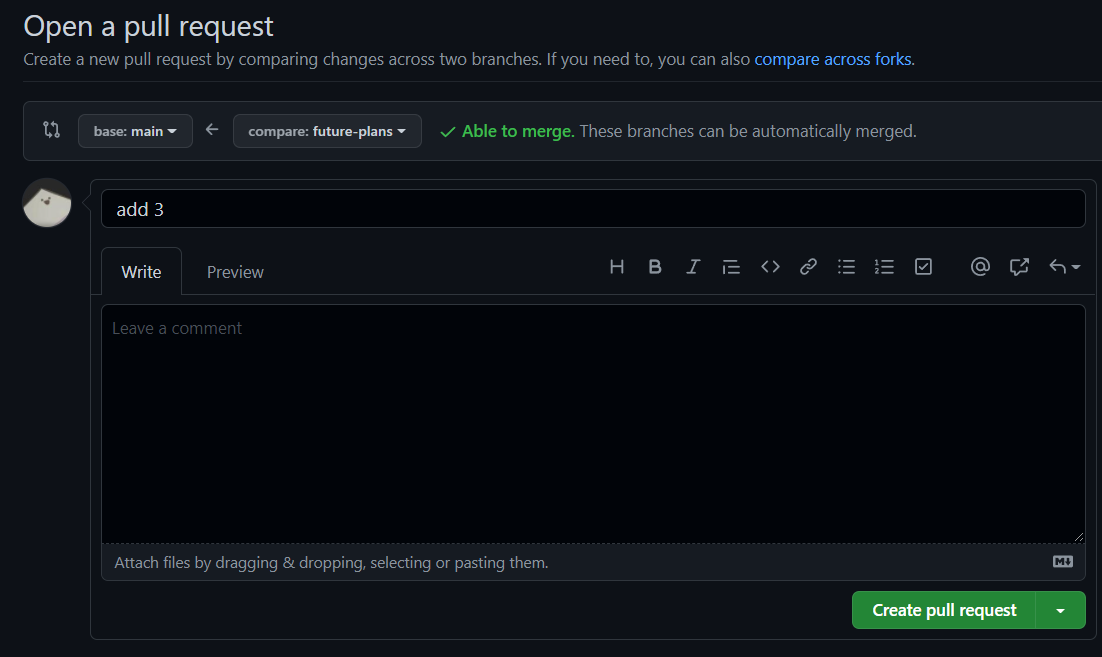 Open a pull request
Create a new pull request by comparing changes across two branches. If you need to, you can also compare across forks.
base: main compare: future-plans Able to merge. These branches can be automatically merged.
add 3
Write Preview
Leave a comment
Attach files by dragging & dropping, selecting or pasting them.
Create pull request